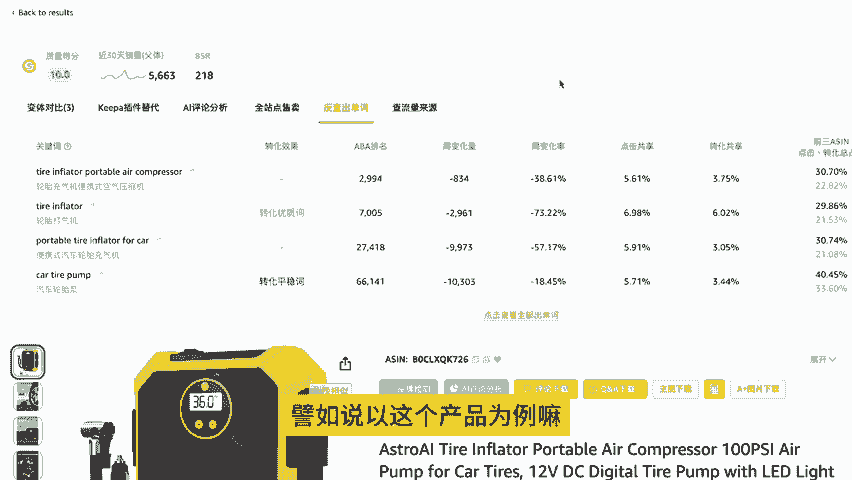 ‹ Back to results
质量得分 近30天销量(父体) BSR
G 10.0 5,663 218
变体对比(3) Keepa插件替代 AI评论分析 全站点售卖 反查出单词 查流量来源
关键词 转化效果 ABA排名 周变化量 周变化率 点击共享 转化共享 前三ASIN
tire inflator portable air compressor - 2,994 -834 -38.61% 5.61% 3.75% 30.70%
轮胎充气机便携式空气压缩机 22.82%
tire inflator 转化优质词 7,005 -2,961 -73.22% 6.98% 6.02% 29.86%
轮胎充气机 21.53%
portable tire inflator for car - 27,418 -9,973 -57.17% 5.91% 3.05% 30.74%
便携式汽车轮胎充气机 21.08%
car tire pump 转化平稳词 66,141 -10,303 -18.45% 5.71% 3.44% 40.45%
汽车轮胎泵 33.60%
点击查看全部出单词
ASIN: B0CLXQK726 展开
主图下载 A+图片下载
36.0
譬如说以这个产品为例嘛
AstroAI Tire Inflator Portable Air Compressor 100PSI Air
Pump for Car Tires, 12V DC Digital Tire Pump with LED Light